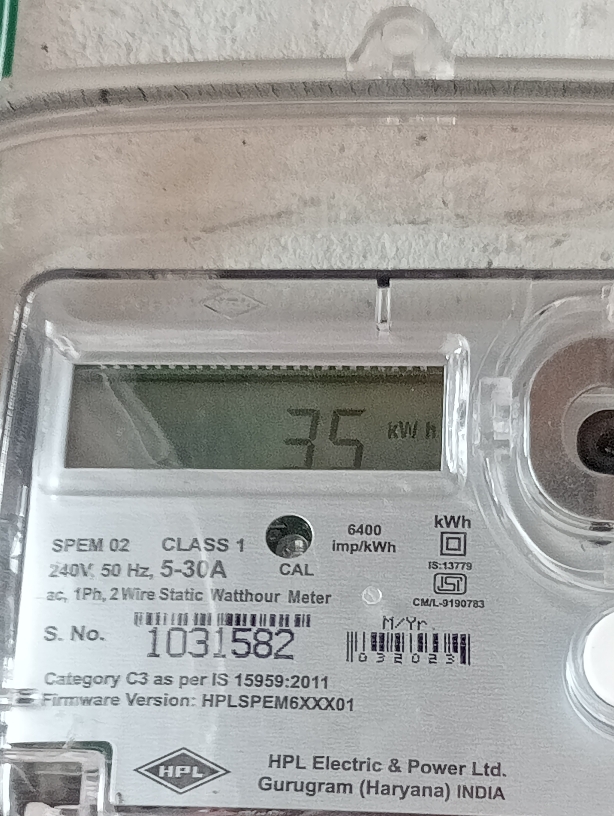 35 kWh
SPEM 02 CLASS 1
6400
imp/kWh
kWh
240V, 50 Hz, 5-30A
CAL
IS:13779
ISI
CM/L-9190783
ac, 1Ph, 2 Wire Static Watthour Meter
S. No. 1031582
M/Yr
032023
Category C3 as per IS 15959:2011
Firmware Version: HPLSPEM6XXX01
HPL
HPL Electric & Power Ltd.
Gurugram (Haryana) INDIA